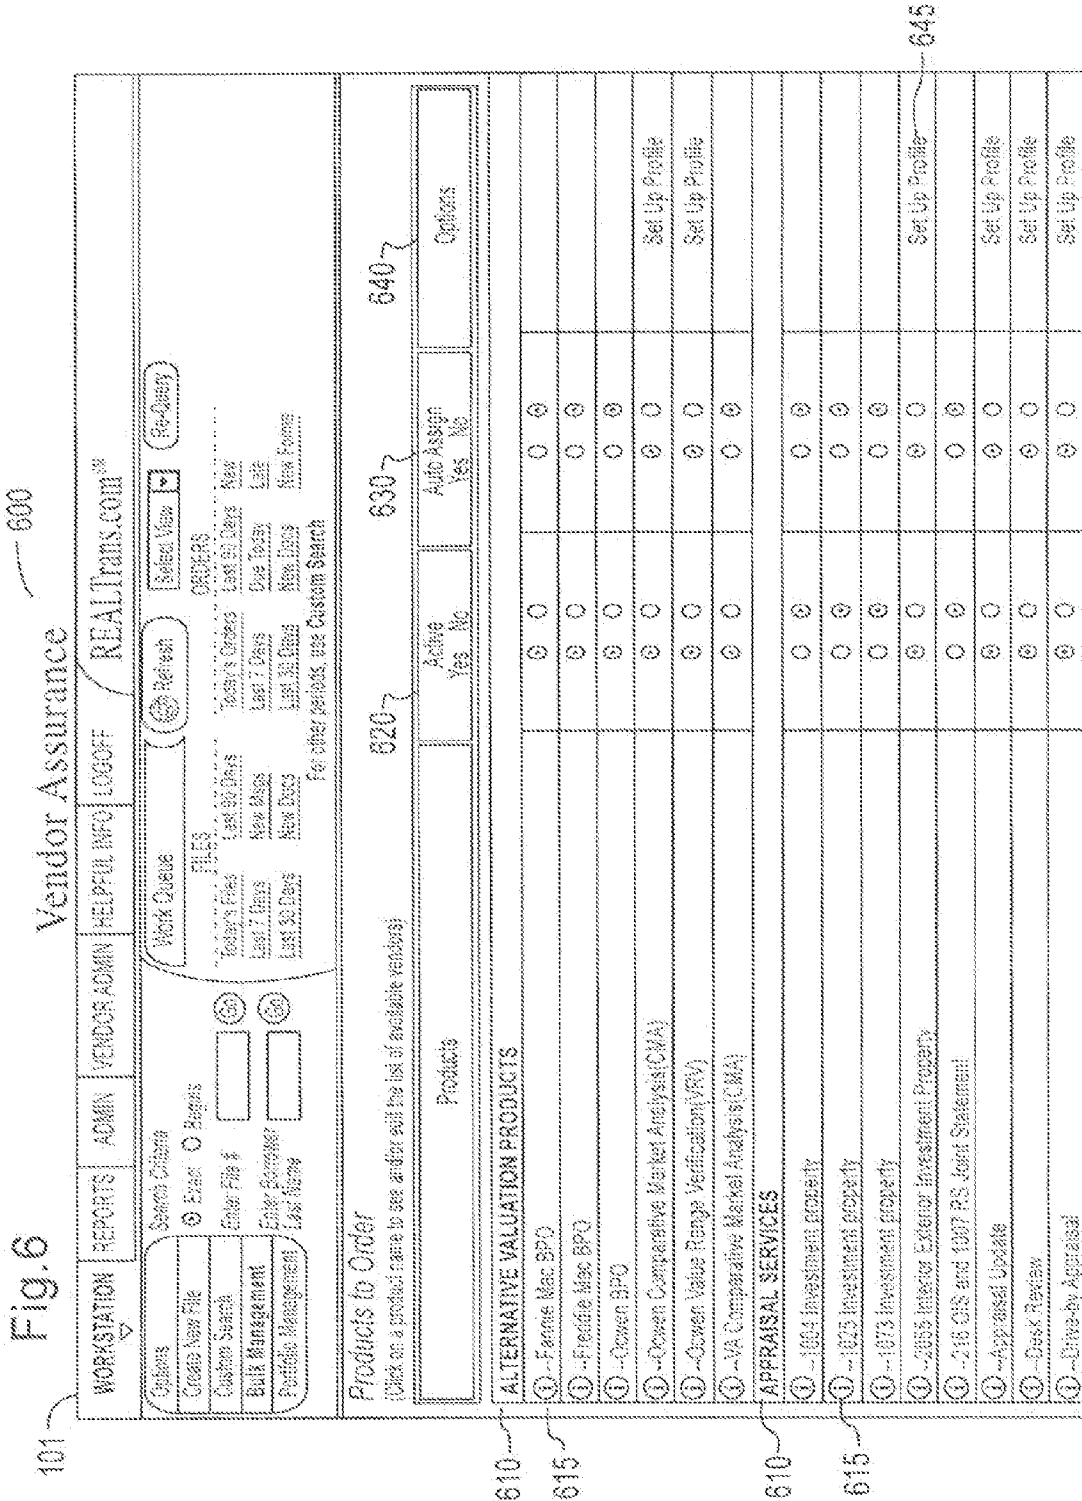 Fig.6
Vendor Assurance
600
101
WORKSTATION REPORTS ADMIN VENDOR ADMIN HELPFUL INFO LOGOFF REALTrans.com℠
Options
Create New File
Custom Search
Bulk Management
Portfolio Management
Search Criteria
Exact Begins
Enter File # Go
Enter Borrower Last Name Go
Work Queue Refresh Select View Re-Query
FILES ORDERS
Today's Files Last 90 Days Today's Orders Last 90 Days New
Last 7 Days New Msgs Last 7 Days Due Today Late
Last 30 Days New Docs Last 30 Days New Docs New Forms
For other periods, use Custom Search
Products to Order
(Click on a product name to see and/or edit the list of available vendors)
620 630 640
Products Active Yes No Auto Assign Yes No Options
610 ALTERNATIVE VALUATION PRODUCTS
615 i --Fannie Mac BPO
i --Freddie Mac BPO
i --Ocwen BPO
i --Ocwen Comparative Market Analysis(CMA) Set Up Profile
i --Ocwen Value Range Verification(VRV) Set Up Profile
i --VA Comparative Market Analysis(CMA)
610 APPRAISAL SERVICES
i --1004 Investment property
615 i --1025 Investment property
i --1073 Investment property
i --2055 Interior Exterior Investment Property Set Up Profile 645
i --216 OIS and 1007 R.S Joint Statement
i --Appraisal Update Set Up Profile
i --Desk Review Set Up Profile
i --Drive-by Appraisal Set Up Profile